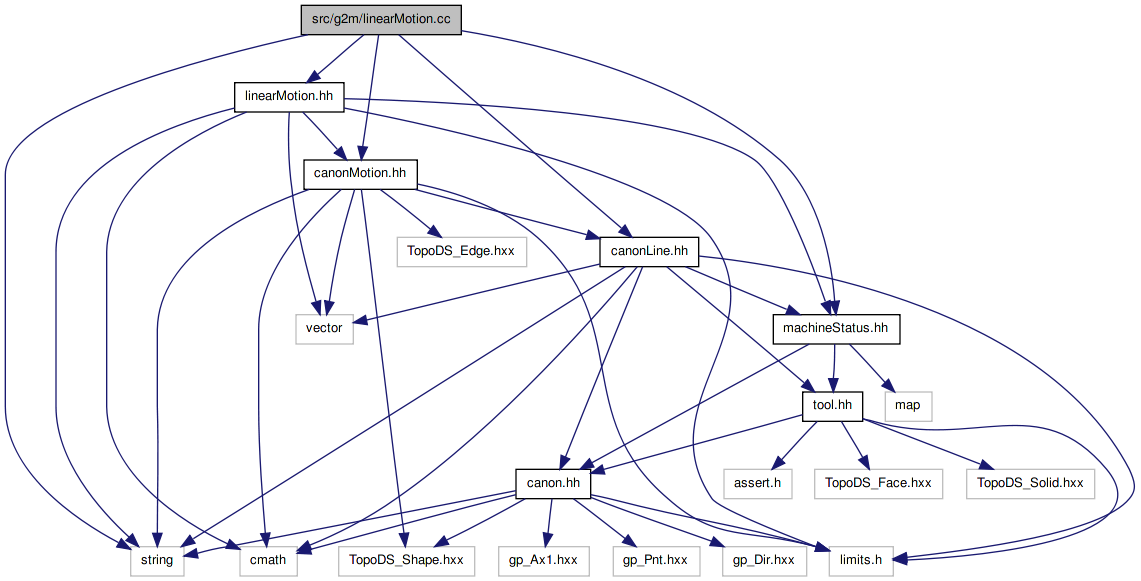 src/g2m/linearMotion.cc
linearMotion.hh
canonMotion.hh
TopoDS_Edge.hxx
canonLine.hh
vector
machineStatus.hh
tool.hh
map
canon.hh
assert.h
TopoDS_Face.hxx
TopoDS_Solid.hxx
string
cmath
TopoDS_Shape.hxx
gp_Ax1.hxx
gp_Pnt.hxx
gp_Dir.hxx
limits.h